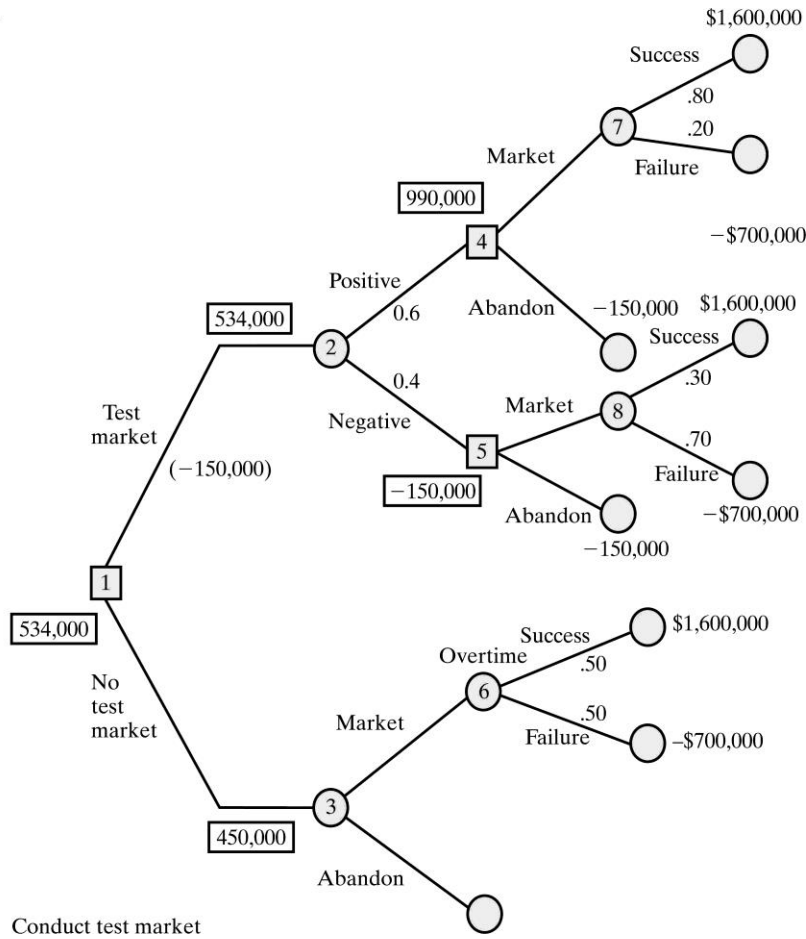 $1,600,000
Success
.80
7
.20
Market
Failure
990,000
4
−$700,000
Positive
0.6
Abandon
−150,000
$1,600,000
534,000
Success
2
.30
0.4
Market
8
Test
market
Negative
.70
5
Failure
(−150,000)
−150,000
Abandon
−$700,000
−150,000
1
534,000
Success
$1,600,000
Overtime
.50
No
test
market
6
Market
.50
Failure
–$700,000
3
450,000
Abandon
Conduct test market